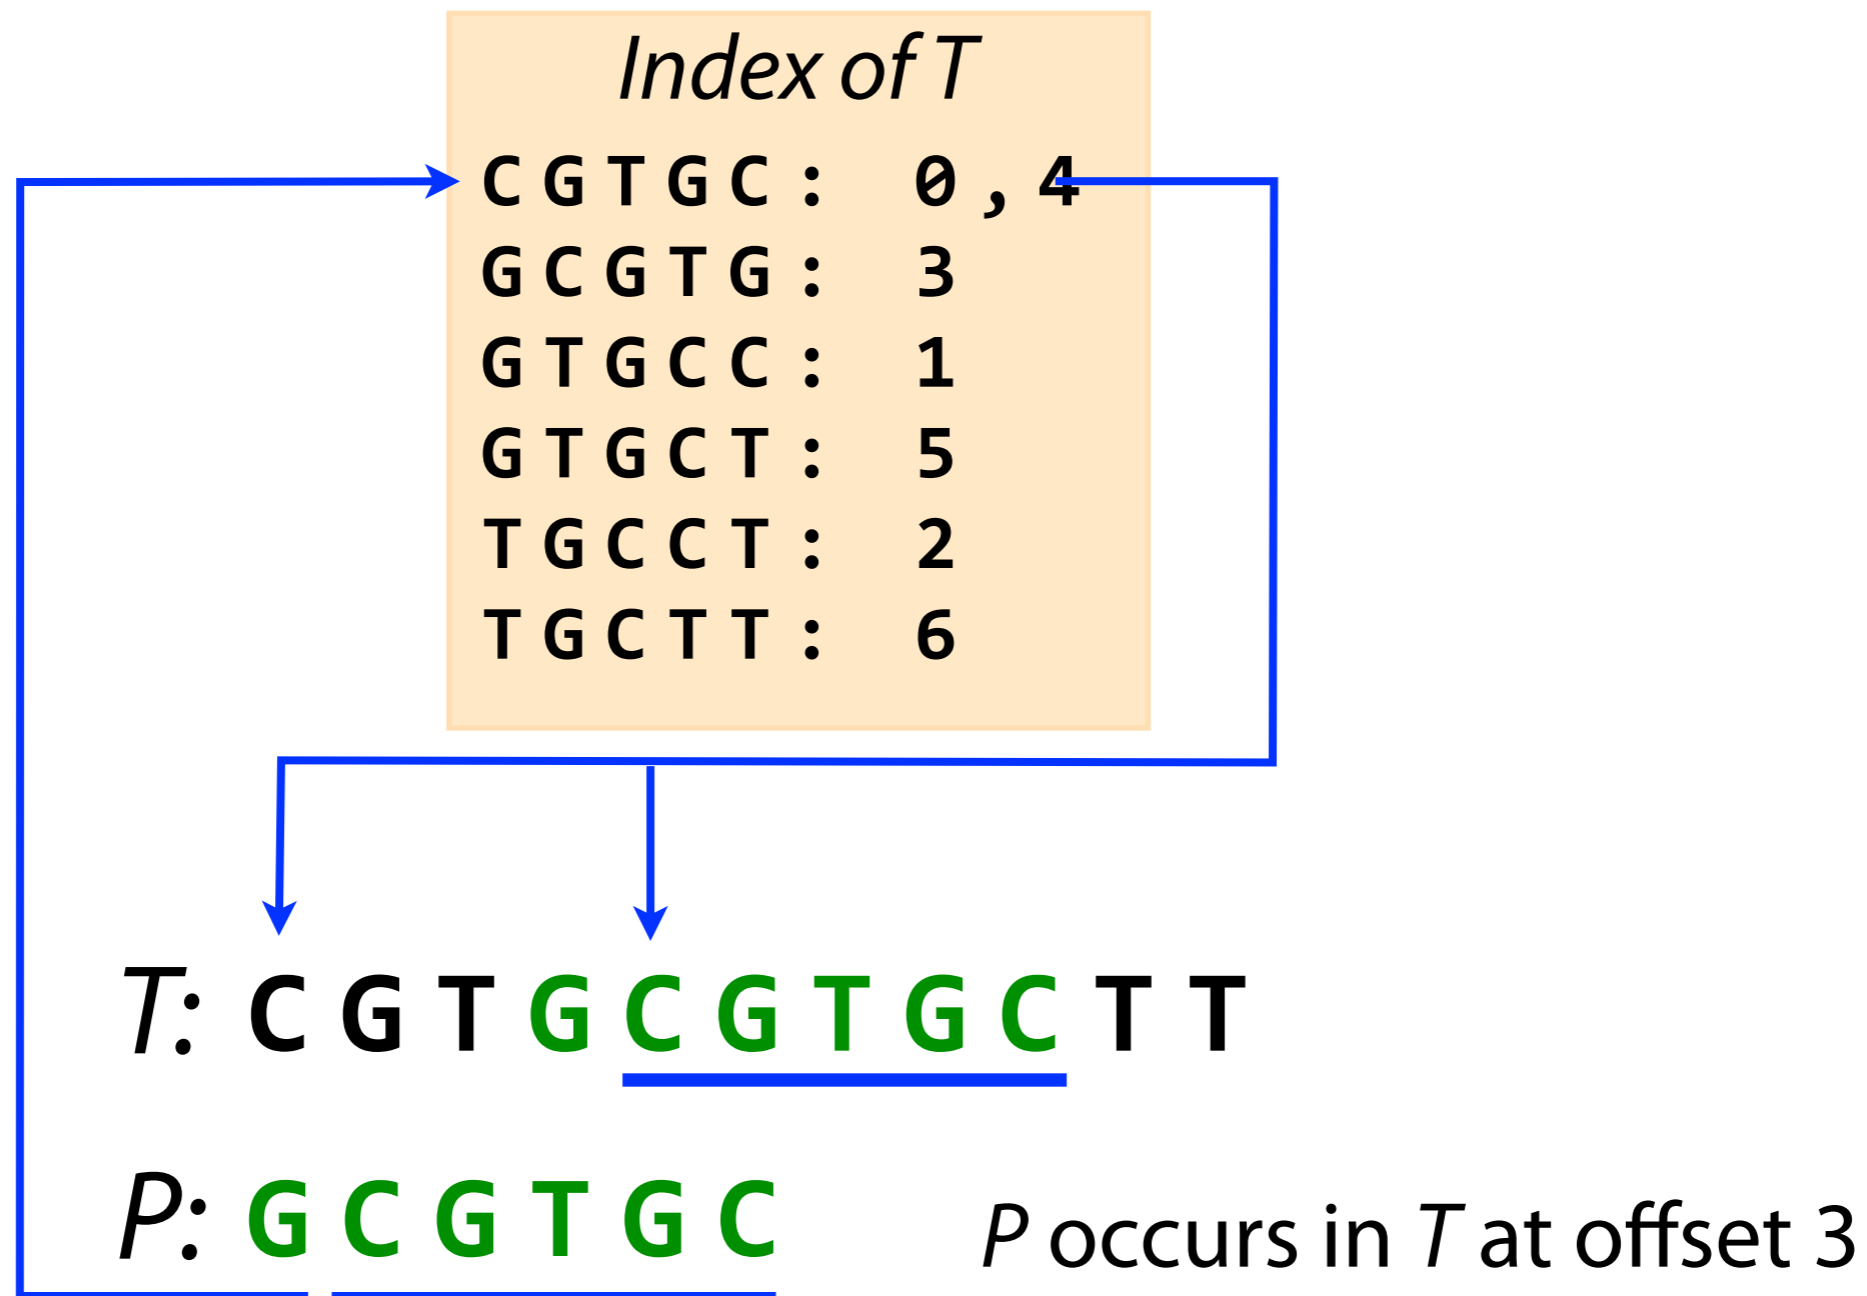 Index of T
CGTGC: 0,4
GCGTG: 3
GTGCC: 1
GTGCT: 5
TGCCT: 2
TGCTT: 6
T: CGTGCGTGCTT
P: GCGTGC
P occurs in T at offset 3